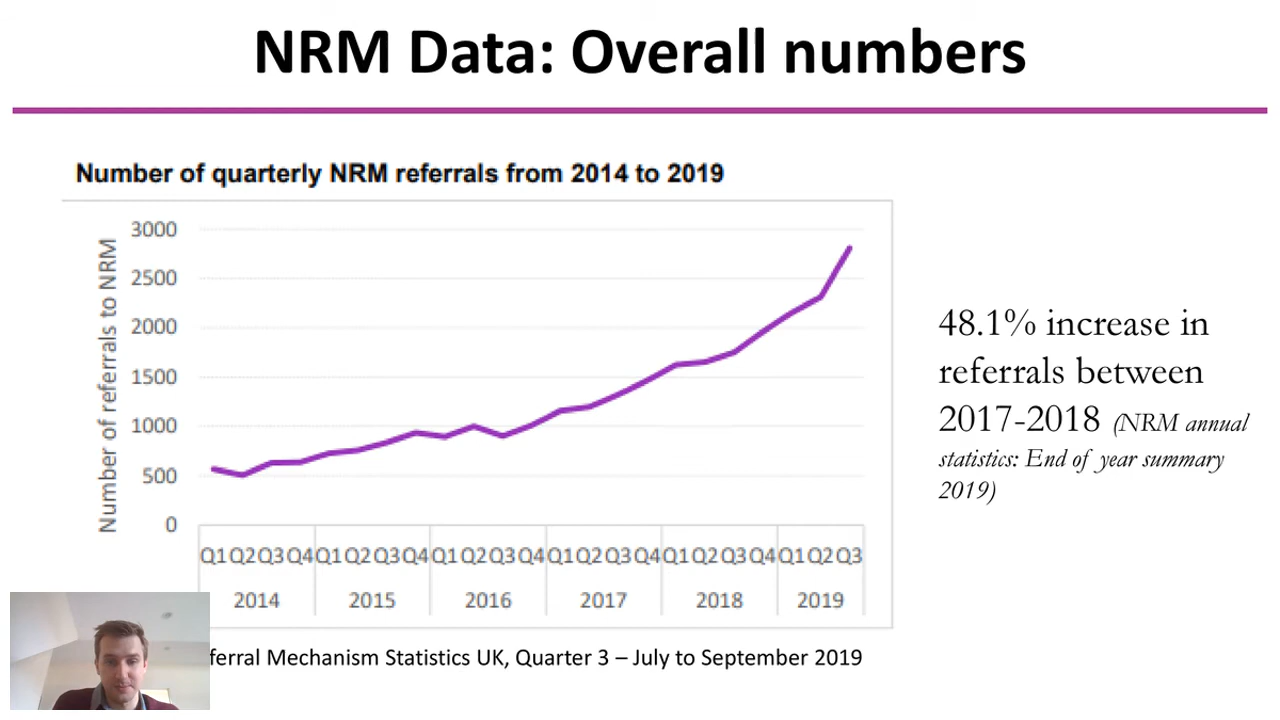 NRM Data: Overall numbers
Number of quarterly NRM referrals from 2014 to 2019
Number of referrals to NRM
3000
2500
2000
1500
1000
500
0
Q1 Q2 Q3 Q4 Q1 Q2 Q3 Q4 Q1 Q2 Q3 Q4 Q1 Q2 Q3 Q4 Q1 Q2 Q3 Q4 Q1 Q2 Q3
2014 2015 2016 2017 2018 2019
48.1% increase in
referrals between
2017-2018 (NRM annual
statistics: End of year summary
2019)
ferral Mechanism Statistics UK, Quarter 3 – July to September 2019